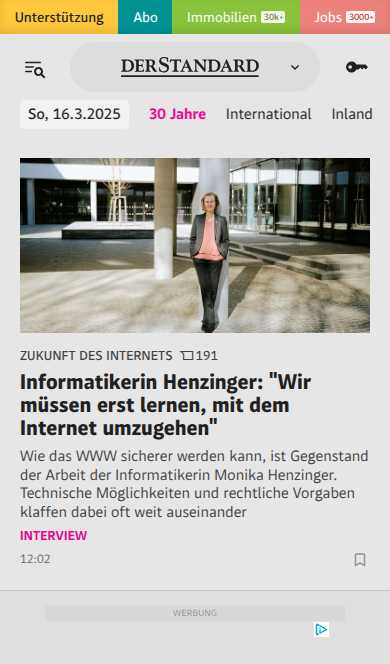 Unterstützung Abo Immobilien 30k+ Jobs 3000+
DERSTANDARD
So, 16.3.2025 30 Jahre International Inland
ZUKUNFT DES INTERNETS 191
Informatikerin Henzinger: "Wir
müssen erst lernen, mit dem
Internet umzugehen"
Wie das WWW sicherer werden kann, ist Gegenstand
der Arbeit der Informatikerin Monika Henzinger.
Technische Möglichkeiten und rechtliche Vorgaben
klaffen dabei oft weit auseinander
INTERVIEW
12:02
WERBUNG